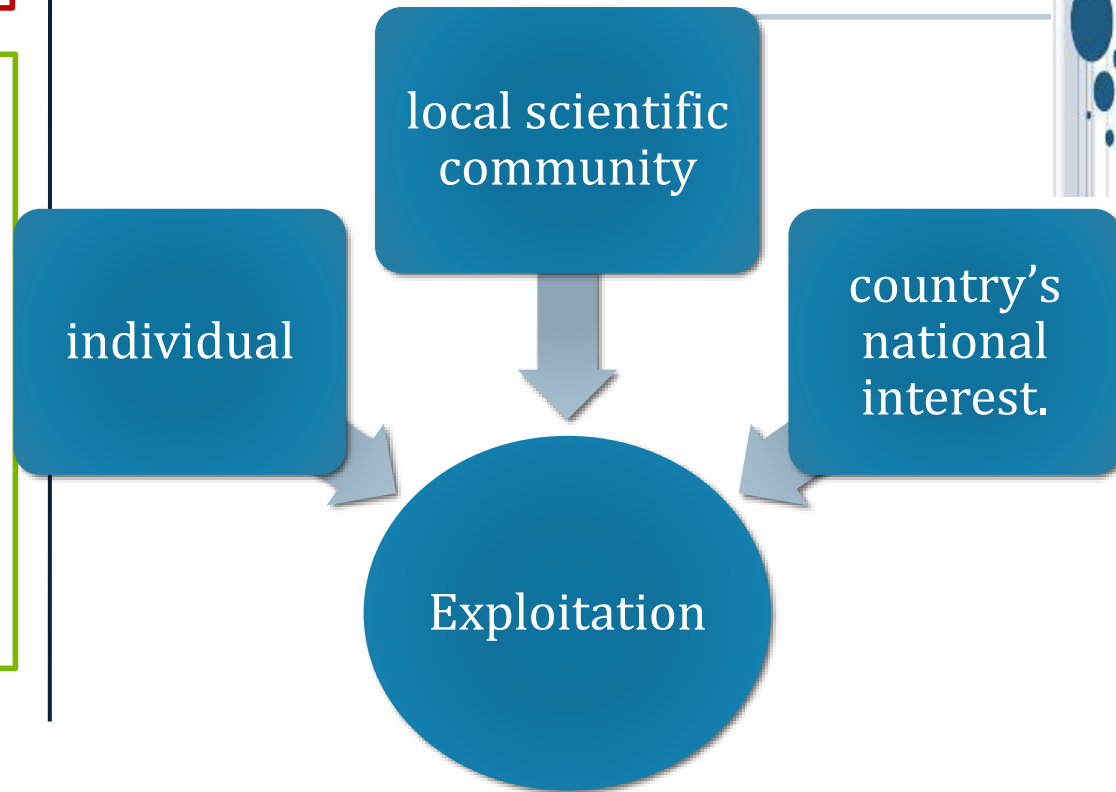 local scientific
community
individual
country’s
national
interest.
Exploitation